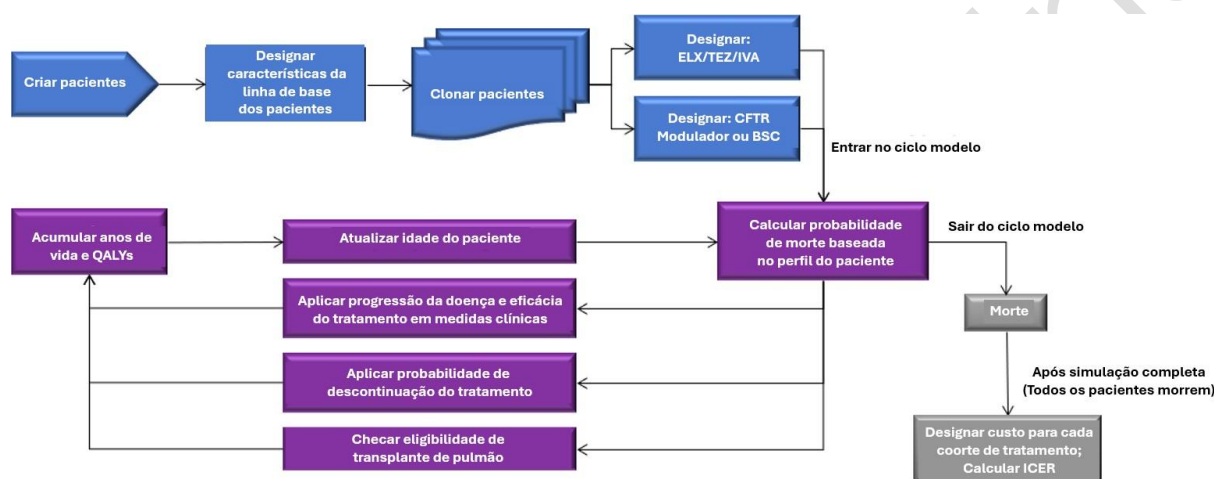 Criar pacientes
Designar
características da
linha de base
dos pacientes
Clonar pacientes
Designar:
ELX/TEZ/IVA
Designar: CFTR
Modulador ou BSC
Entrar no ciclo modelo
Acumular anos de
vida e QALYs
Atualizar idade do paciente
Calcular probabilidade
de morte baseada
no perfil do paciente
Sair do ciclo modelo
Aplicar progressão da doença e eficácia
do tratamento em medidas clínicas
Morte
Aplicar probabilidade de
descontinuação do tratamento
Após simulação completa
(Todos os pacientes morrem)
Checar eligibilidade de
transplante de pulmão
Designar custo para cada
coorte de tratamento;
Calcular ICER